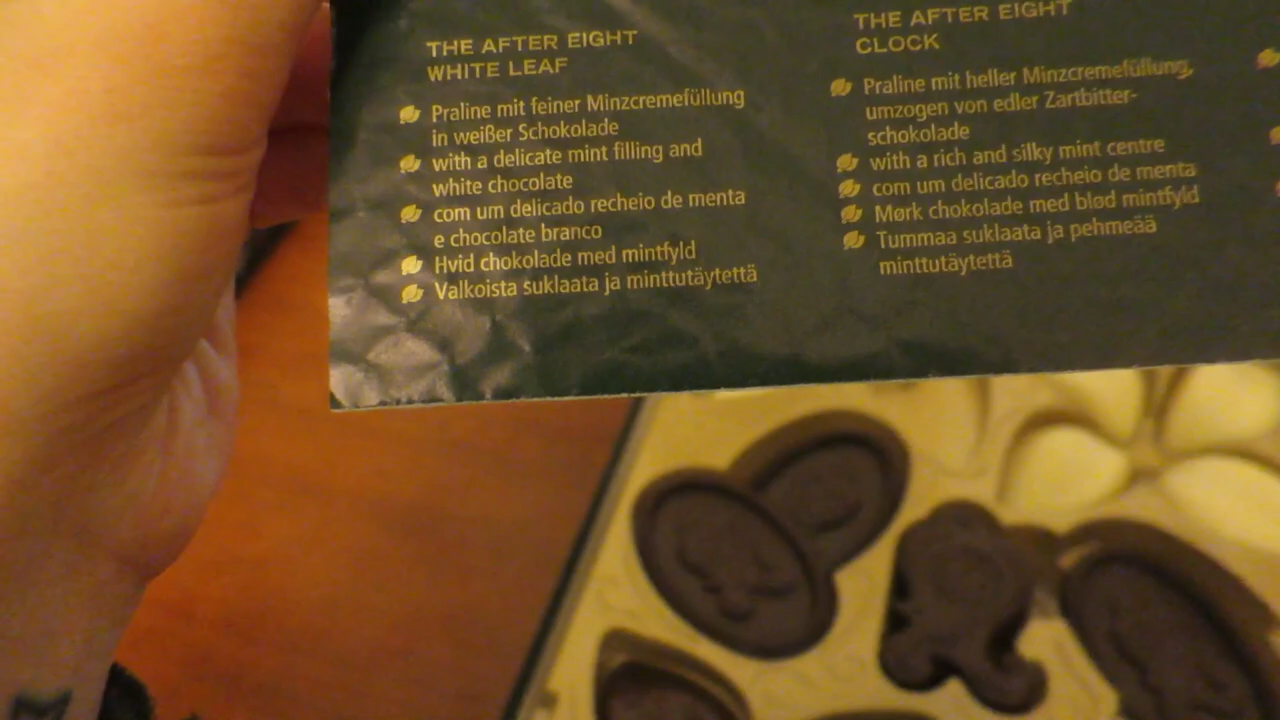 THE AFTER EIGHT
WHITE LEAF
Praline mit feiner Minzcremefüllung
in weißer Schokolade
with a delicate mint filling and
white chocolate
com um delicado recheio de menta
e chocolate branco
Hvid chokolade med mintfyld
Valkoista suklaata ja minttutäytettä
THE AFTER EIGHT
CLOCK
Praline mit heller Minzcremefüllung,
umzogen von edler Zartbitter-
schokolade
with a rich and silky mint centre
com um delicado recheio de menta
Mørk chokolade med blød mintfyld
Tummaa suklaata ja pehmeää
minttutäytettä